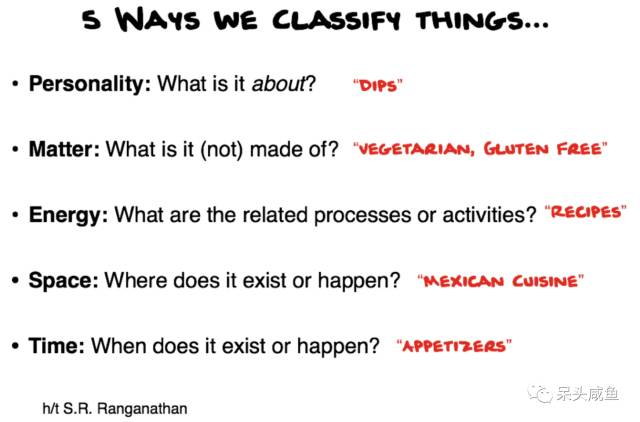 5 WAYS WE CLASSIFY THINGS...
• Personality: What is it about? "DIPS"
• Matter: What is it (not) made of? "VEGETARIAN, GLUTEN FREE"
• Energy: What are the related processes or activities? "RECIPES"
• Space: Where does it exist or happen? "MEXICAN CUISINE"
• Time: When does it exist or happen? "APPETIZERS"
h/t S.R. Ranganathan
呆头咸鱼